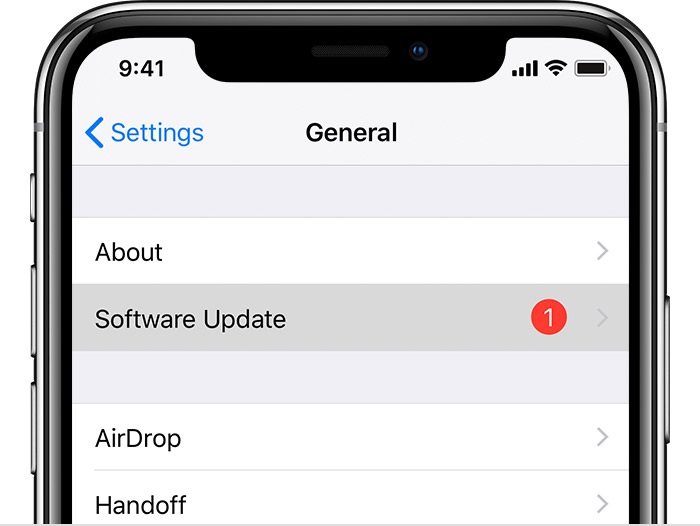 9:41
Settings
General
About
Software Update
1
AirDrop
Handoff